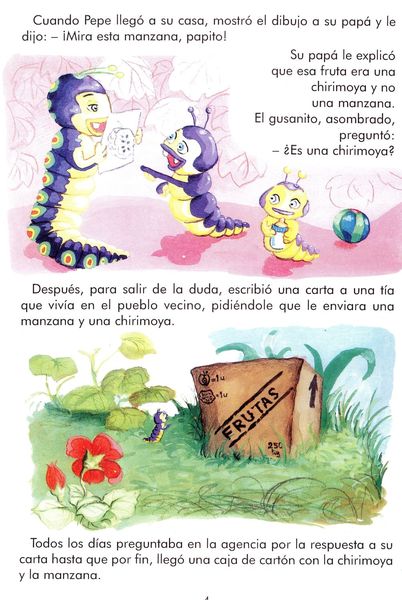 Cuando Pepe llegó a su casa, mostró el dibujo a su papá y le
dijo: – ¡Mira esta manzana, papito!
Su papá le explicó
que esa fruta era una
chirimoya y no
una manzana.
El gusanito, asombrado,
preguntó:
– ¿Es una chirimoya?
Después, para salir de la duda, escribió una carta a una tía
que vivía en el pueblo vecino, pidiéndole que le enviara una
manzana y una chirimoya.
=1u
=1u
FRUTAS
250
Todos los días preguntaba en la agencia por la respuesta a su
carta hasta que por fin, llegó una caja de cartón con la chirimoya
y la manzana.